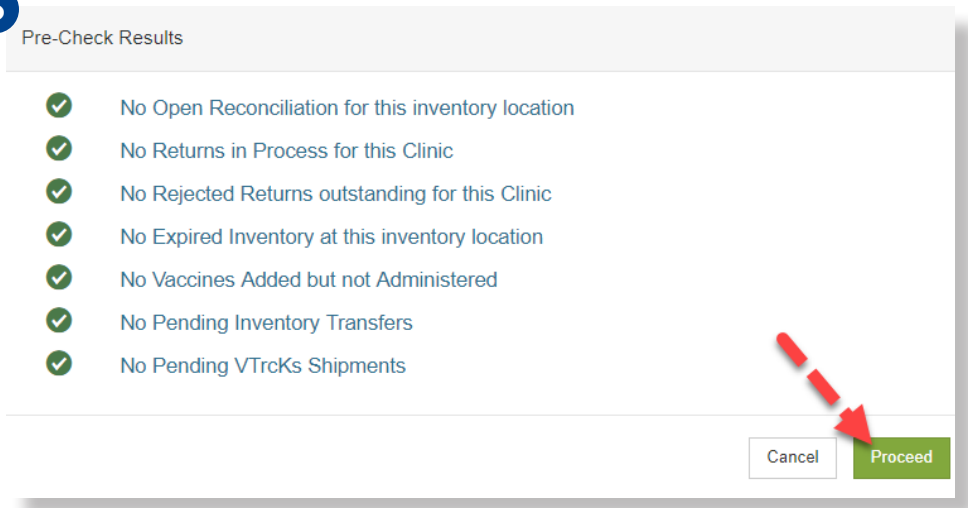 Pre-Check Results
No Open Reconciliation for this inventory location
No Returns in Process for this Clinic
No Rejected Returns outstanding for this Clinic
No Expired Inventory at this inventory location
No Vaccines Added but not Administered
No Pending Inventory Transfers
No Pending VTrcKs Shipments
Cancel Proceed